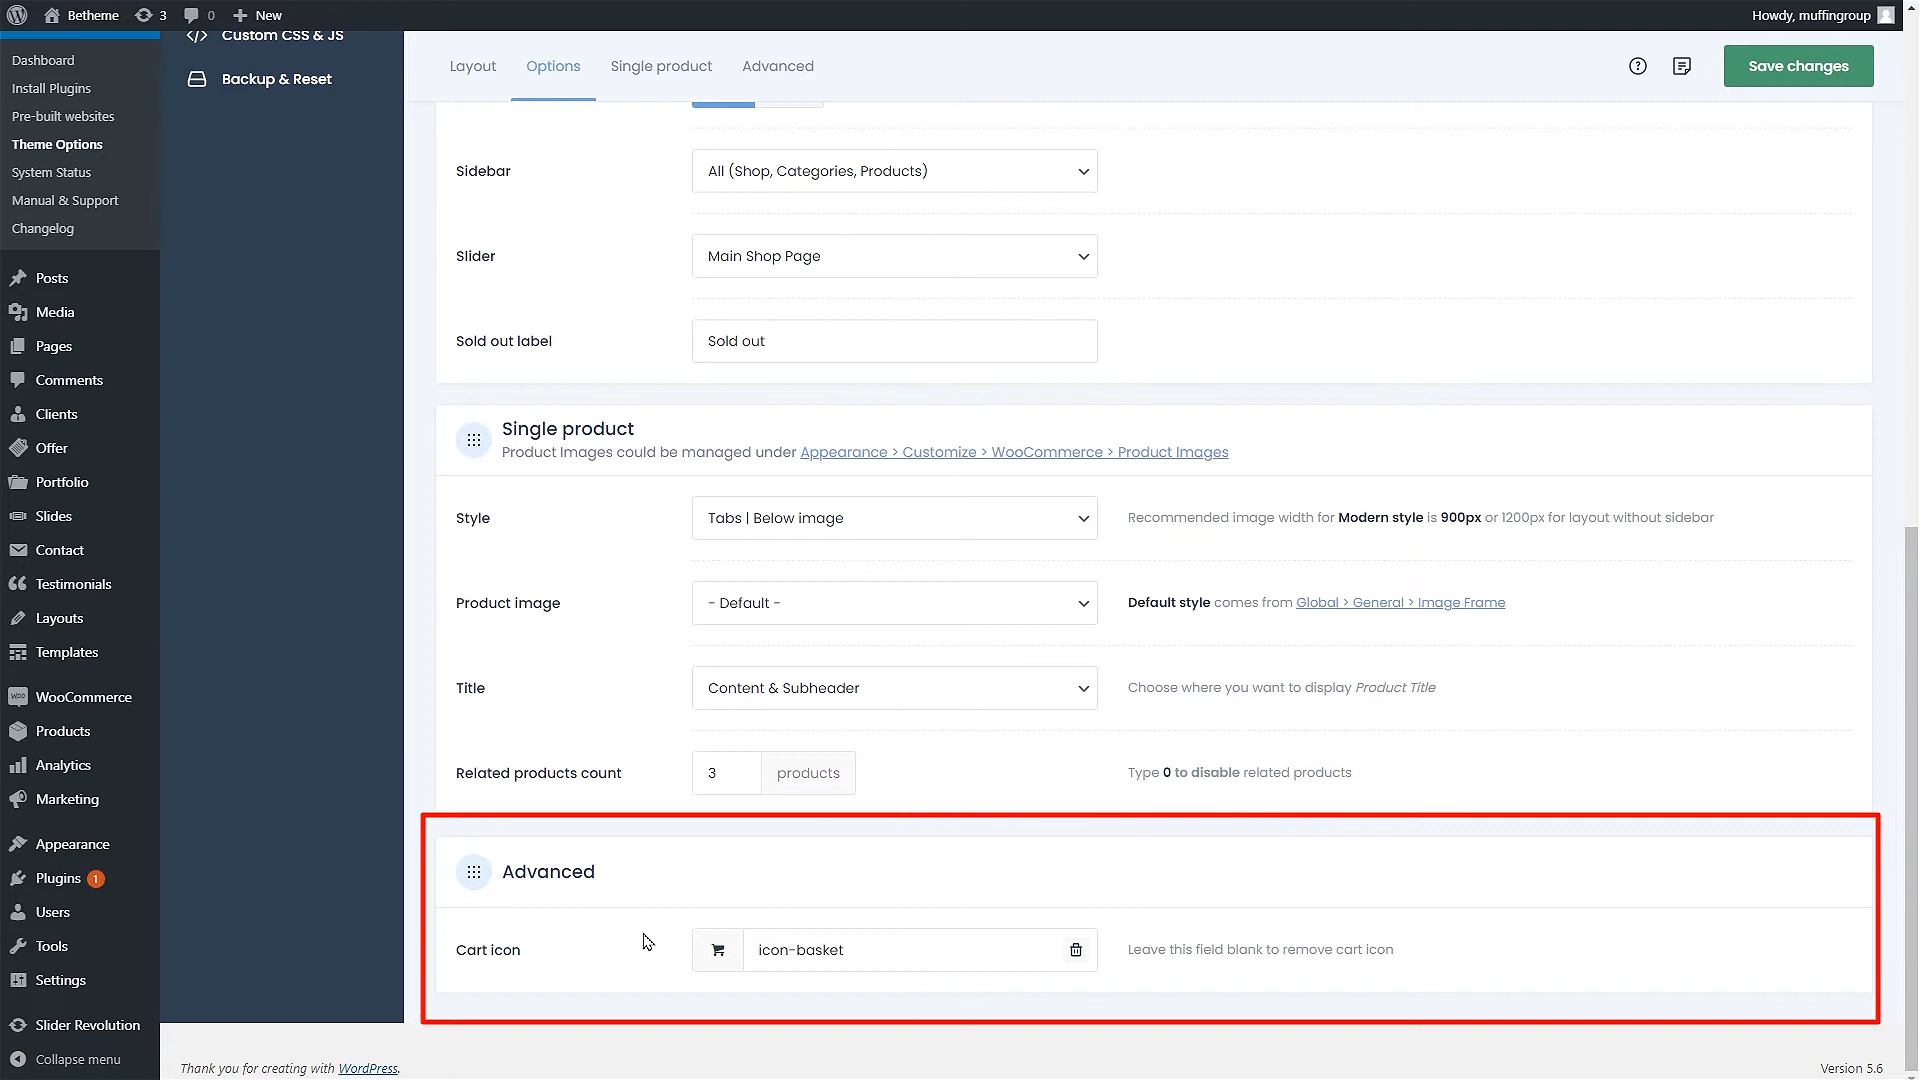 Betheme
3
0
New
Howdy, muffingroup
Dashboard
Install Plugins
Pre-built websites
Theme Options
System Status
Manual & Support
Changelog
Posts
Media
Pages
Comments
Clients
Offer
Portfolio
Slides
Contact
Testimonials
Layouts
Templates
WooCommerce
Products
Analytics
Marketing
Appearance
Plugins 1
Users
Tools
Settings
Slider Revolution
Collapse menu
Custom CSS & JS
Backup & Reset
Layout
Options
Single product
Advanced
Save changes
Sidebar
All (Shop, Categories, Products)
Slider
Main Shop Page
Sold out label
Sold out
Single product
Product Images could be managed under Appearance > Customize > WooCommerce > Product Images
Style
Tabs | Below image
Recommended image width for Modern style is 900px or 1200px for layout without sidebar
Product image
- Default -
Default style comes from Global > General > Image Frame
Title
Content & Subheader
Choose where you want to display Product Title
Related products count
3
products
Type 0 to disable related products
Advanced
Cart icon
icon-basket
Leave this field blank to remove cart icon
Thank you for creating with WordPress.
Version 5.6